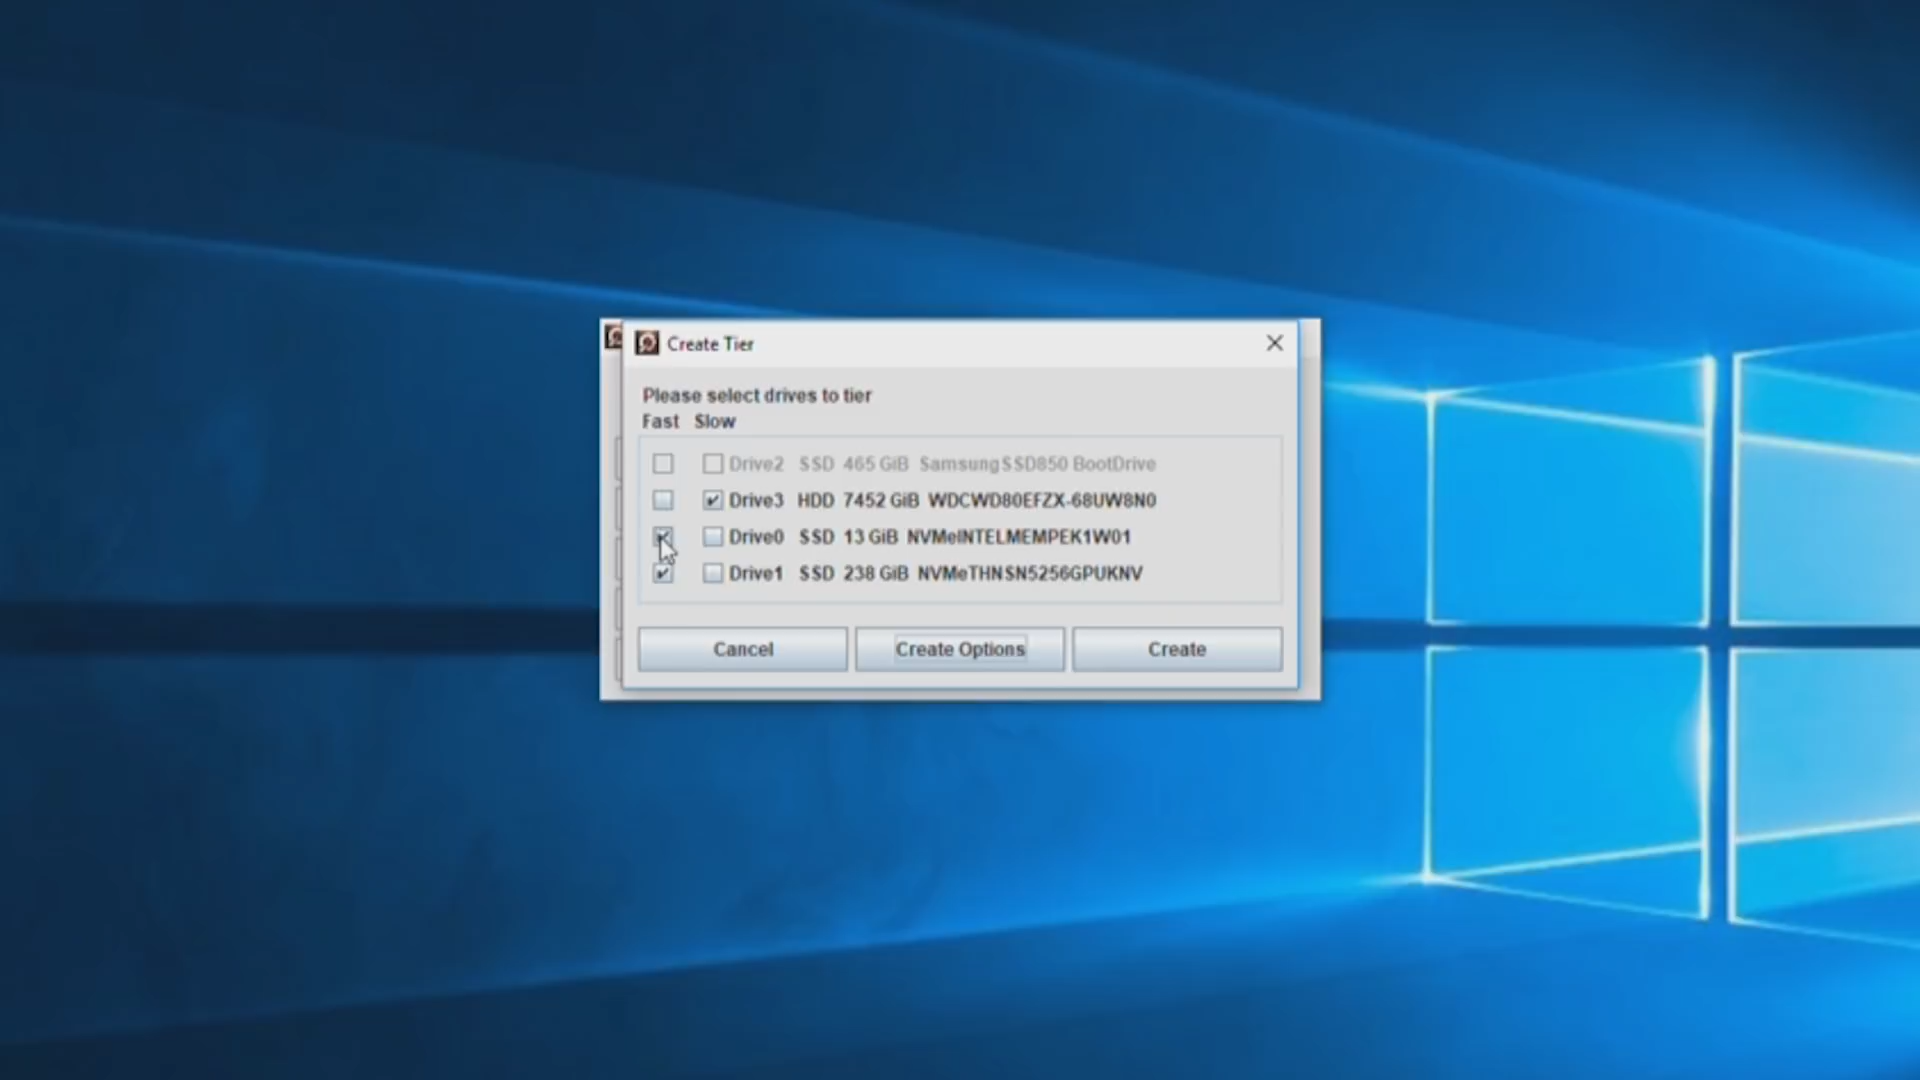 Create Tier
Please select drives to tier
Fast Slow
Drive2 SSD 465 GiB SamsungSSD850 BootDrive
Drive3 HDD 7452 GiB WDCWD80EFZX-68UW8N0
Drive0 SSD 13 GiB NVMeINTELMEMPEK1W01
Drive1 SSD 238 GiB NVMeTHNSN5256GPUKNV
Cancel Create Options Create